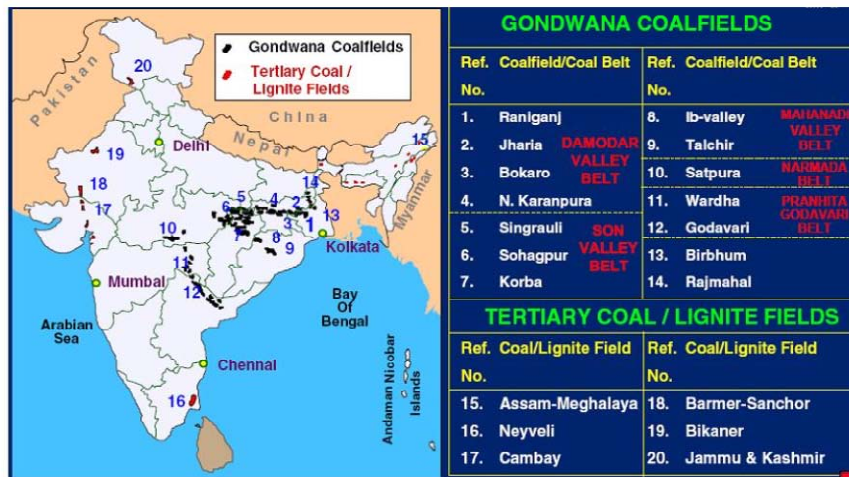 20
Gondwana Coalfields
Tertiary Coal /
Lignite Fields
Pakistan
China
Nepal
Myanmar
Delhi
15
19
18
17
14
5
6
4
2
3
1
13
7
8
9
10
11
12
Kolkata
Mumbai
Arabian
Sea
Bay
Of
Bengal
Chennai
16
Andaman Nicobar
Islands
GONDWANA COALFIELDS
Ref. Coalfield/Coal Belt Ref. Coalfield/Coal Belt
No. No.
1. Raniganj 8. Ib-valley MAHANADI
2. Jharia DAMODAR VALLEY
VALLEY 9. Talchir BELT
3. Bokaro BELT 10. Satpura NARMADA
BELT
4. N. Karanpura 11. Wardha PRANHITA
GODAVARI
5. Singrauli SON 12. Godavari BELT
6. Sohagpur VALLEY 13. Birbhum
BELT
7. Korba 14. Rajmahal
TERTIARY COAL / LIGNITE FIELDS
Ref. Coal/Lignite Field Ref. Coal/Lignite Field
No. No.
15. Assam-Meghalaya 18. Barmer-Sanchor
16. Neyveli 19. Bikaner
17. Cambay 20. Jammu & Kashmir